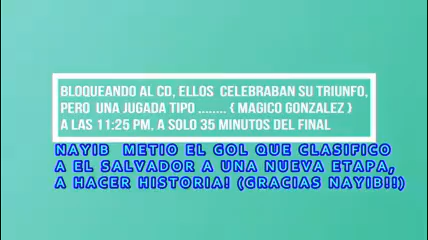 BLOQUEANDO AL CD, ELLOS CELEBRABAN SU TRIUNFO,
PERO UNA JUGADA TIPO ........ ( MAGICO GONZALEZ )
A LAS 11:25 PM, A SOLO 35 MINUTOS DEL FINAL
NAYIB METIO EL GOL QUE CLASIFICO
A EL SALVADOR A UNA NUEVA ETAPA,
A HACER HISTORIA! (GRACIAS NAYIB!!)